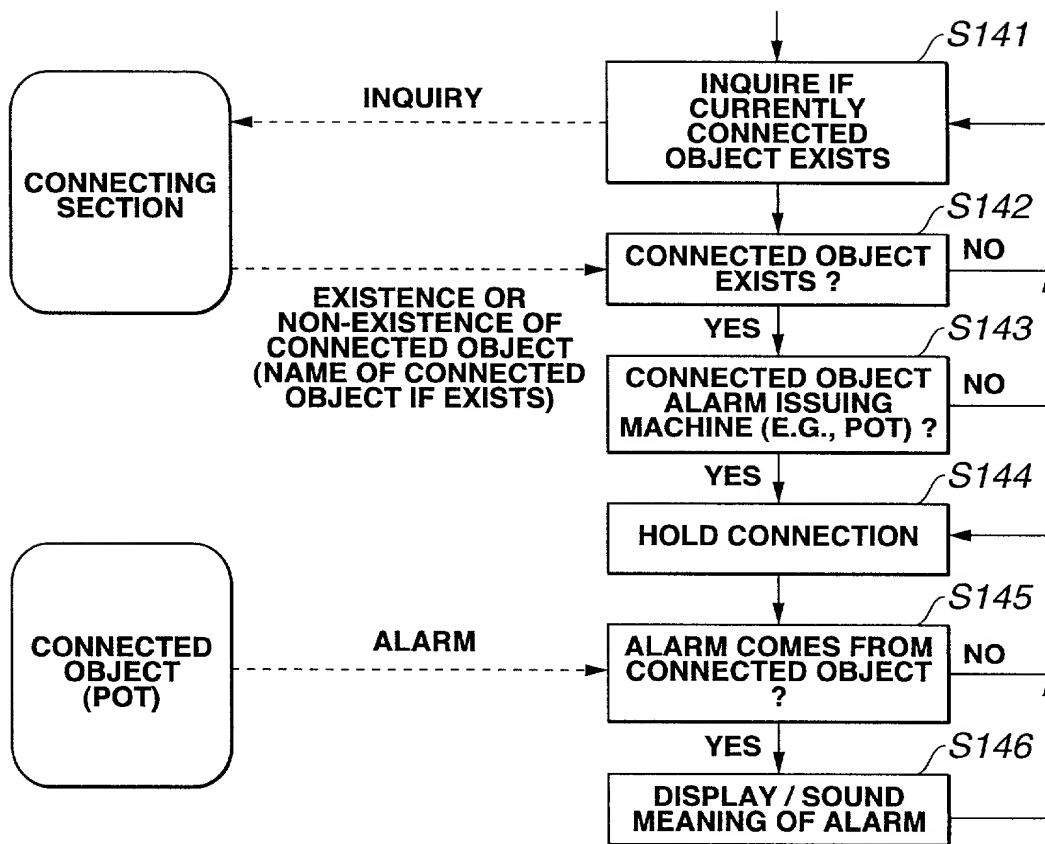 S141
INQUIRE IF
CURRENTLY
CONNECTED
OBJECT EXISTS
INQUIRY
CONNECTING
SECTION
S142
CONNECTED OBJECT
EXISTS ?
NO
EXISTENCE OR
NON-EXISTENCE OF
CONNECTED OBJECT
(NAME OF CONNECTED
OBJECT IF EXISTS)
YES
S143
CONNECTED OBJECT
ALARM ISSUING
MACHINE (E.G., POT) ?
NO
YES
S144
HOLD CONNECTION
S145
ALARM COMES FROM
CONNECTED OBJECT
?
NO
ALARM
CONNECTED
OBJECT
(POT)
YES
S146
DISPLAY / SOUND
MEANING OF ALARM